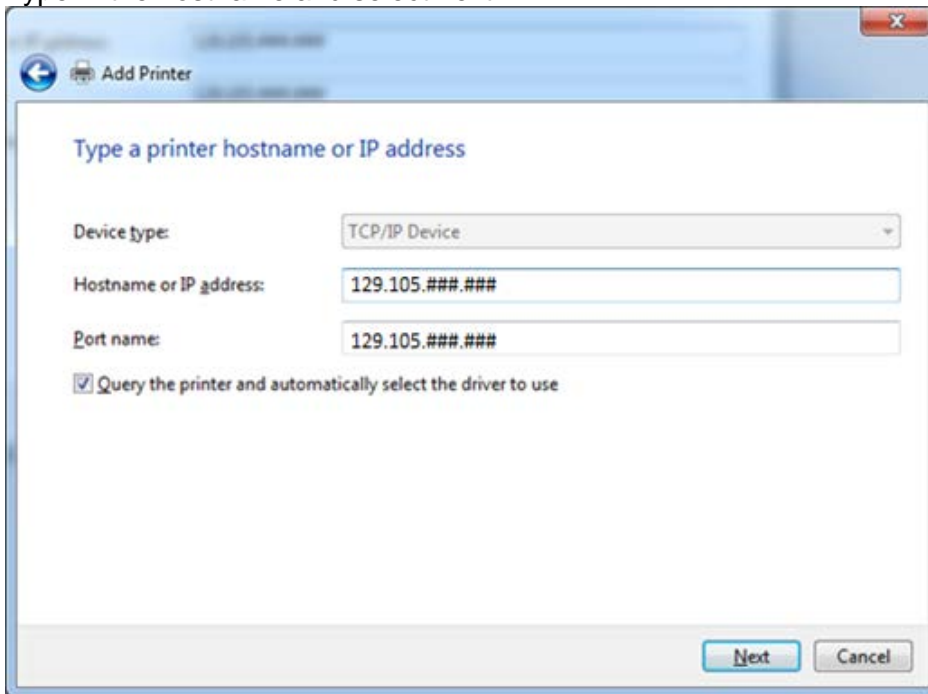 Add Printer
Type a printer hostname or IP address
Device type:
TCP/IP Device
Hostname or IP address:
129.105.###.###
Port name:
129.105.###.###
Query the printer and automatically select the driver to use
Next
Cancel